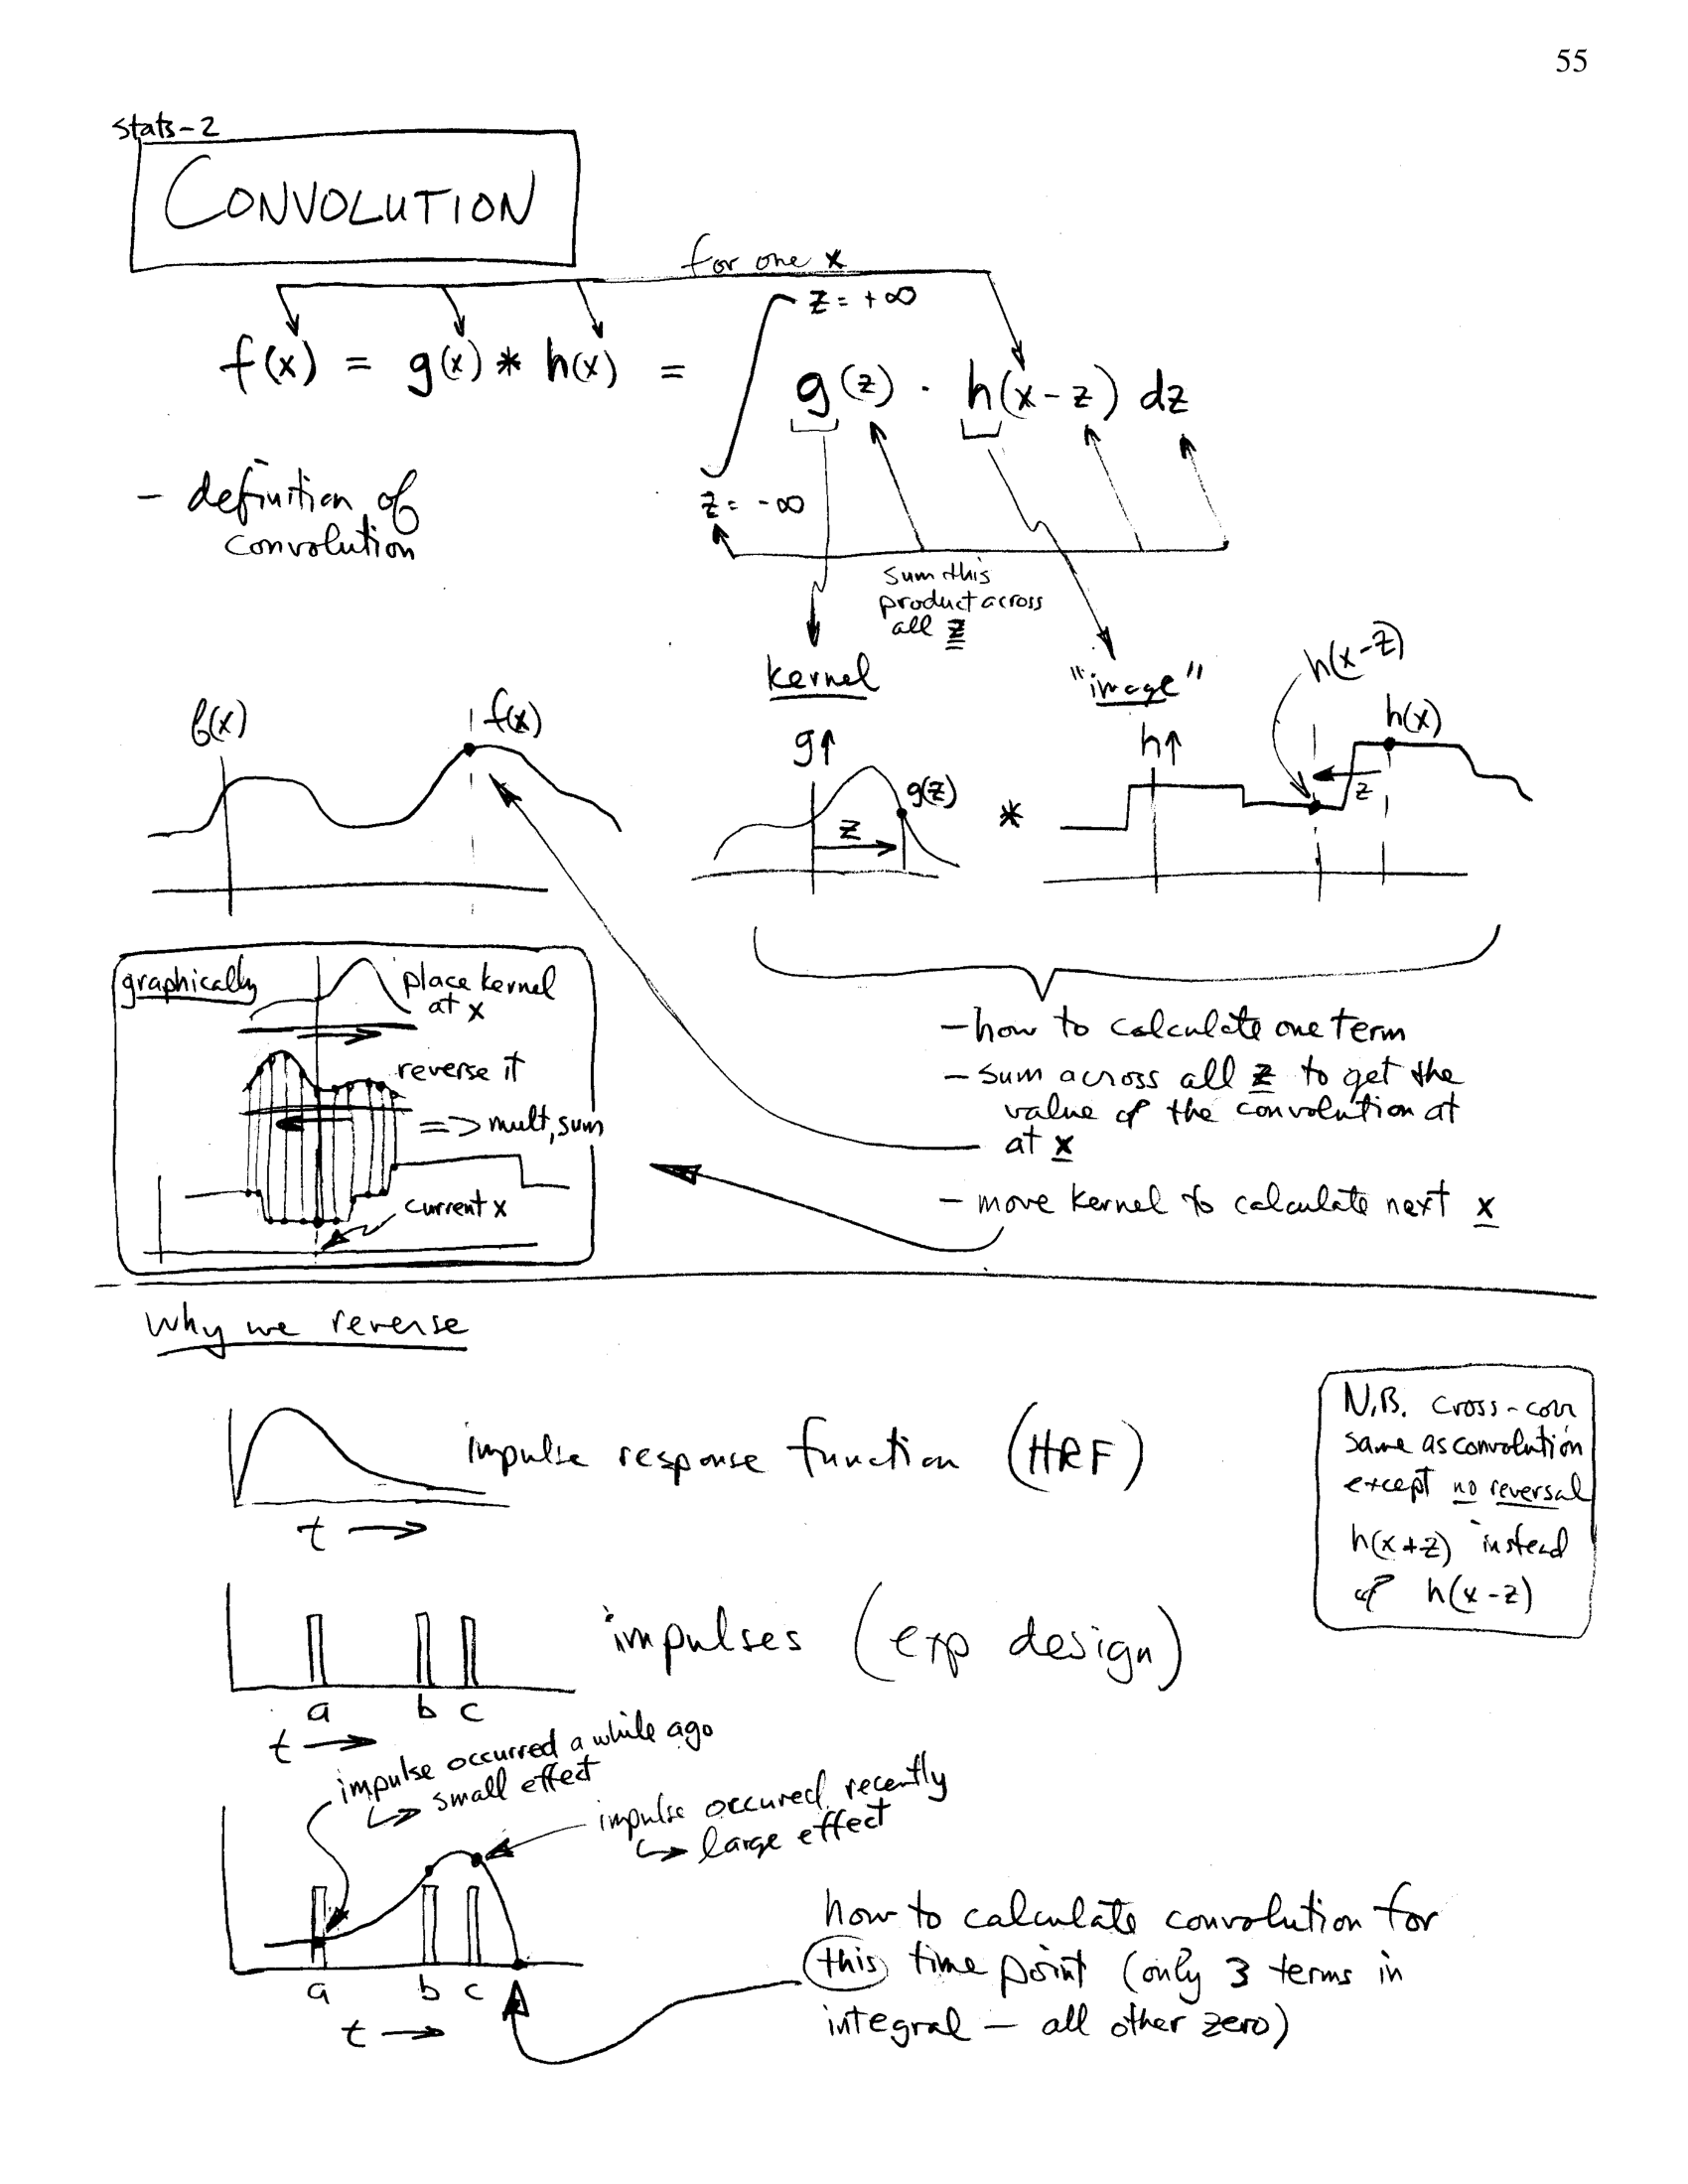 55
Stats-2
CONVOLUTION
for one x
f(x) = g(x) * h(x) = ∫ g(z) · h(x-z) dz
z = +∞
z = -∞
- definition of
convolution
sum this
product across
all z
kernel
"image"
h(x-z)
f(x)
f(x)
g↑
g(z)
z
*
h↑
h(x)
z
graphically
place kernel
at x
reverse it
=> mult, sum
current x
- how to calculate one term
- sum across all z to get the
value of the convolution at
at x
- move kernel to calculate next x
why we reverse
impulse response function (HRF)
t →
N.B. cross-corr
same as convolution
except no reversal
h(x+z) instead
of h(x-z)
impulses (exp design)
a b c
t →
impulse occurred a while ago
↳ small effect
impulse occured recently
↳ large effect
how to calculate convolution for
this time point (only 3 terms in
integral - all other zero)
a b c
t →